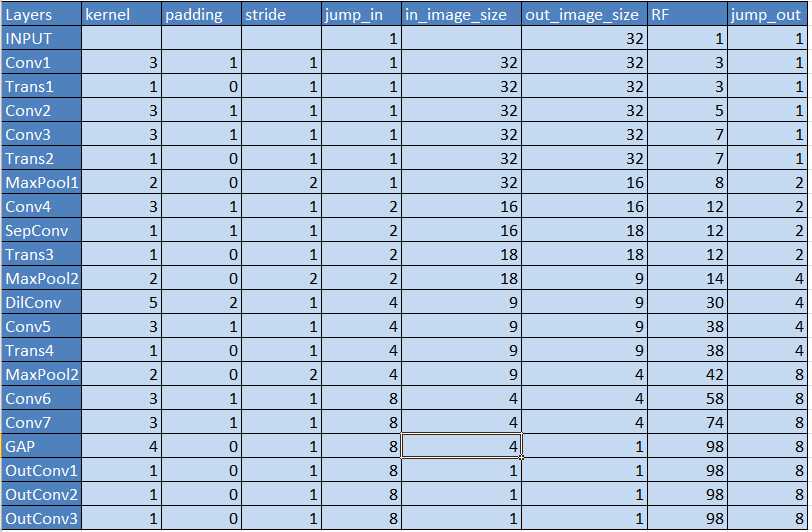 Layers kernel padding stride jump_in in_image_size out_image_size RF jump_out
INPUT 1 32 1 1
Conv1 3 1 1 1 32 32 3 1
Trans1 1 0 1 1 32 32 3 1
Conv2 3 1 1 1 32 32 5 1
Conv3 3 1 1 1 32 32 7 1
Trans2 1 0 1 1 32 32 7 1
MaxPool1 2 0 2 1 32 16 8 2
Conv4 3 1 1 2 16 16 12 2
SepConv 1 1 1 2 16 18 12 2
Trans3 1 0 1 2 18 18 12 2
MaxPool2 2 0 2 2 18 9 14 4
DilConv 5 2 1 4 9 9 30 4
Conv5 3 1 1 4 9 9 38 4
Trans4 1 0 1 4 9 9 38 4
MaxPool2 2 0 2 4 9 4 42 8
Conv6 3 1 1 8 4 4 58 8
Conv7 3 1 1 8 4 4 74 8
GAP 4 0 1 8 4 1 98 8
OutConv1 1 0 1 8 1 1 98 8
OutConv2 1 0 1 8 1 1 98 8
OutConv3 1 0 1 8 1 1 98 8